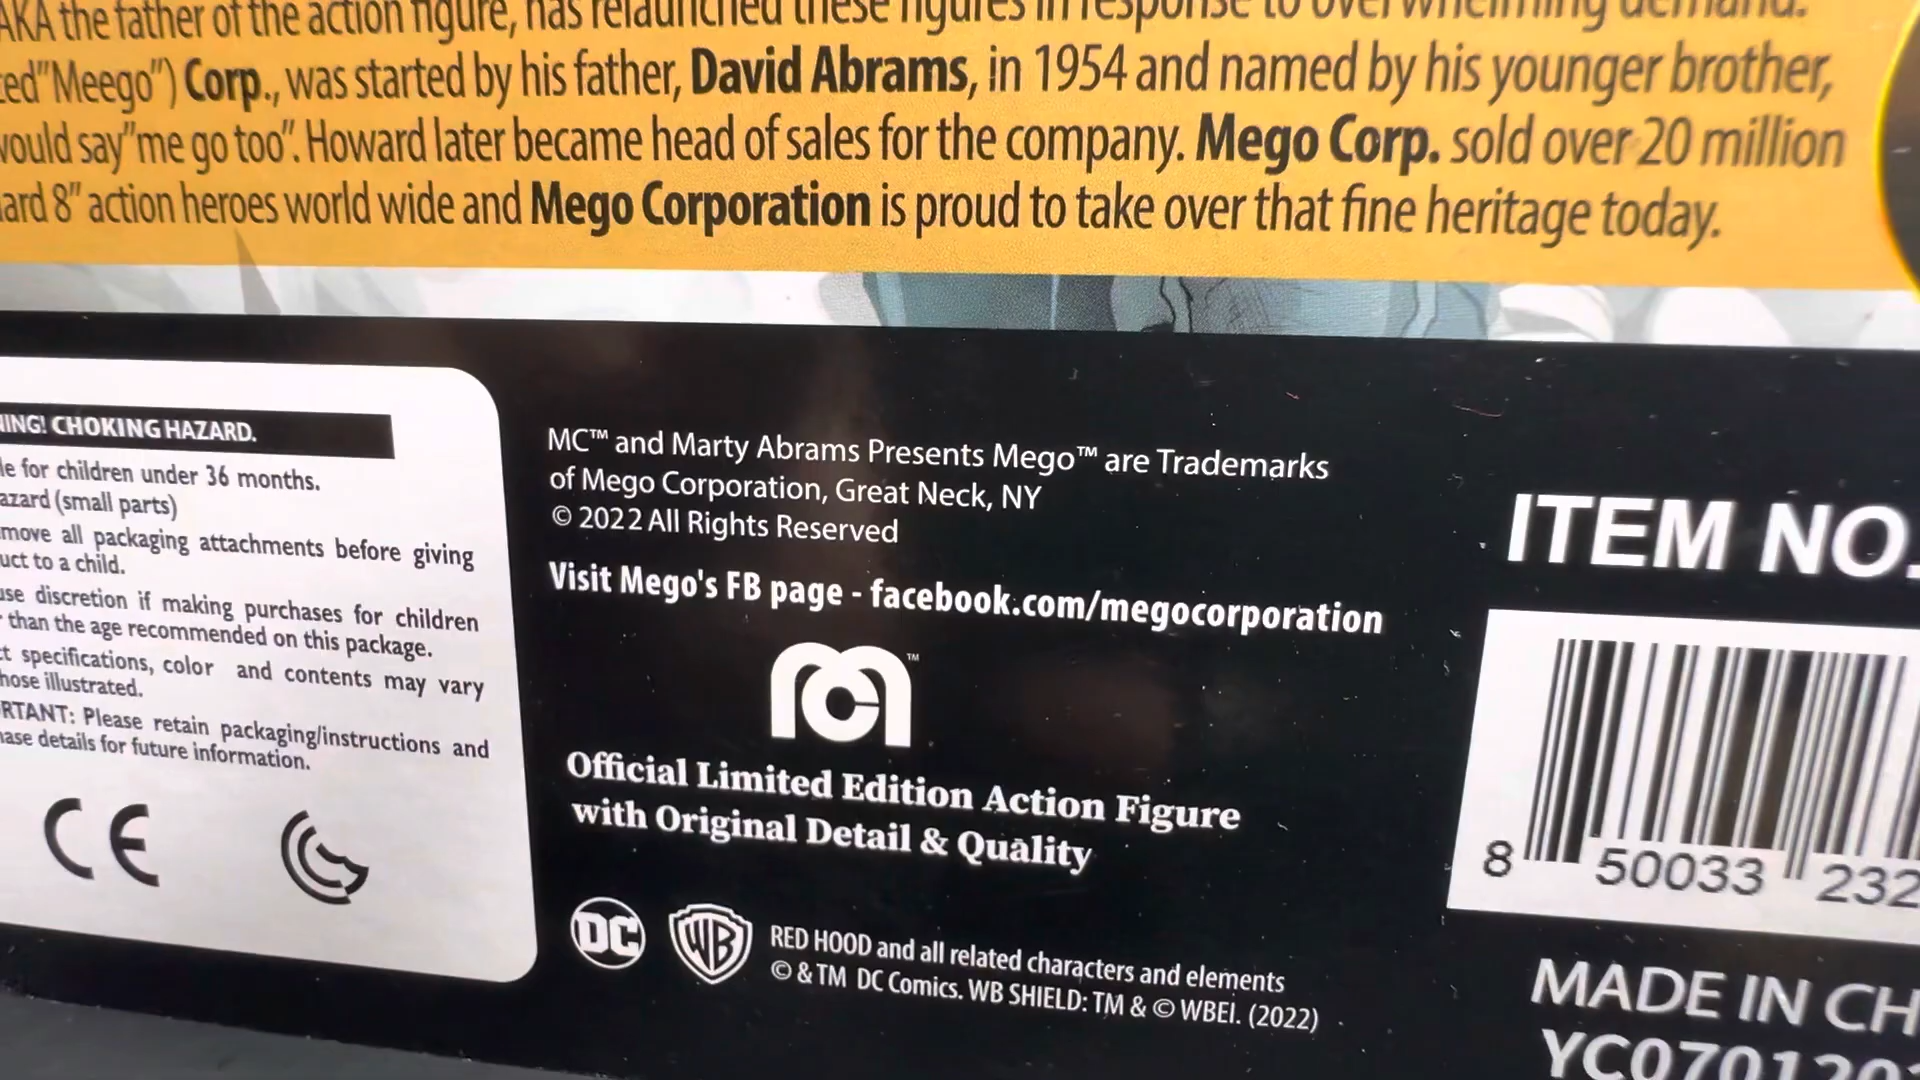 AKA the father of the action figure, has relaunched these figures in response to overwhelming demand.
ed"Meego") Corp., was started by his father, David Abrams, in 1954 and named by his younger brother,
would say"me go too". Howard later became head of sales for the company. Mego Corp. sold over 20 million
ard 8" action heroes world wide and Mego Corporation is proud to take over that fine heritage today.
NING! CHOKING HAZARD.
le for children under 36 months.
azard (small parts)
move all packaging attachments before giving
uct to a child.
use discretion if making purchases for children
than the age recommended on this package.
ct specifications, color and contents may vary
hose illustrated.
RTANT: Please retain packaging/instructions and
hase details for future information.
CE
MC™ and Marty Abrams Presents Mego™ are Trademarks
of Mego Corporation, Great Neck, NY
© 2022 All Rights Reserved
Visit Mego's FB page - facebook.com/megocorporation
TM
Official Limited Edition Action Figure
with Original Detail & Quality
DC WB
RED HOOD and all related characters and elements
© & TM DC Comics. WB SHIELD: TM & © WBEI. (2022)
ITEM NO.
8 50033 232
MADE IN CH
YC070120